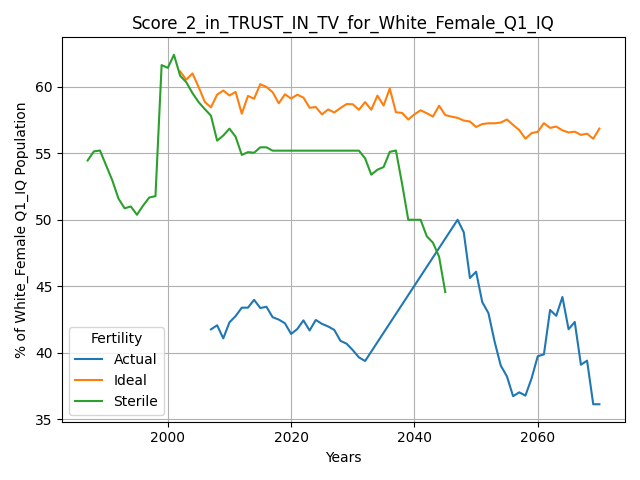 Score_2_in_TRUST_IN_TV_for_White_Female_Q1_IQ
% of White_Female Q1_IQ Population
60
55
50
45
40
35
Fertility
Actual
Ideal
Sterile
2000
2020
2040
2060
Years